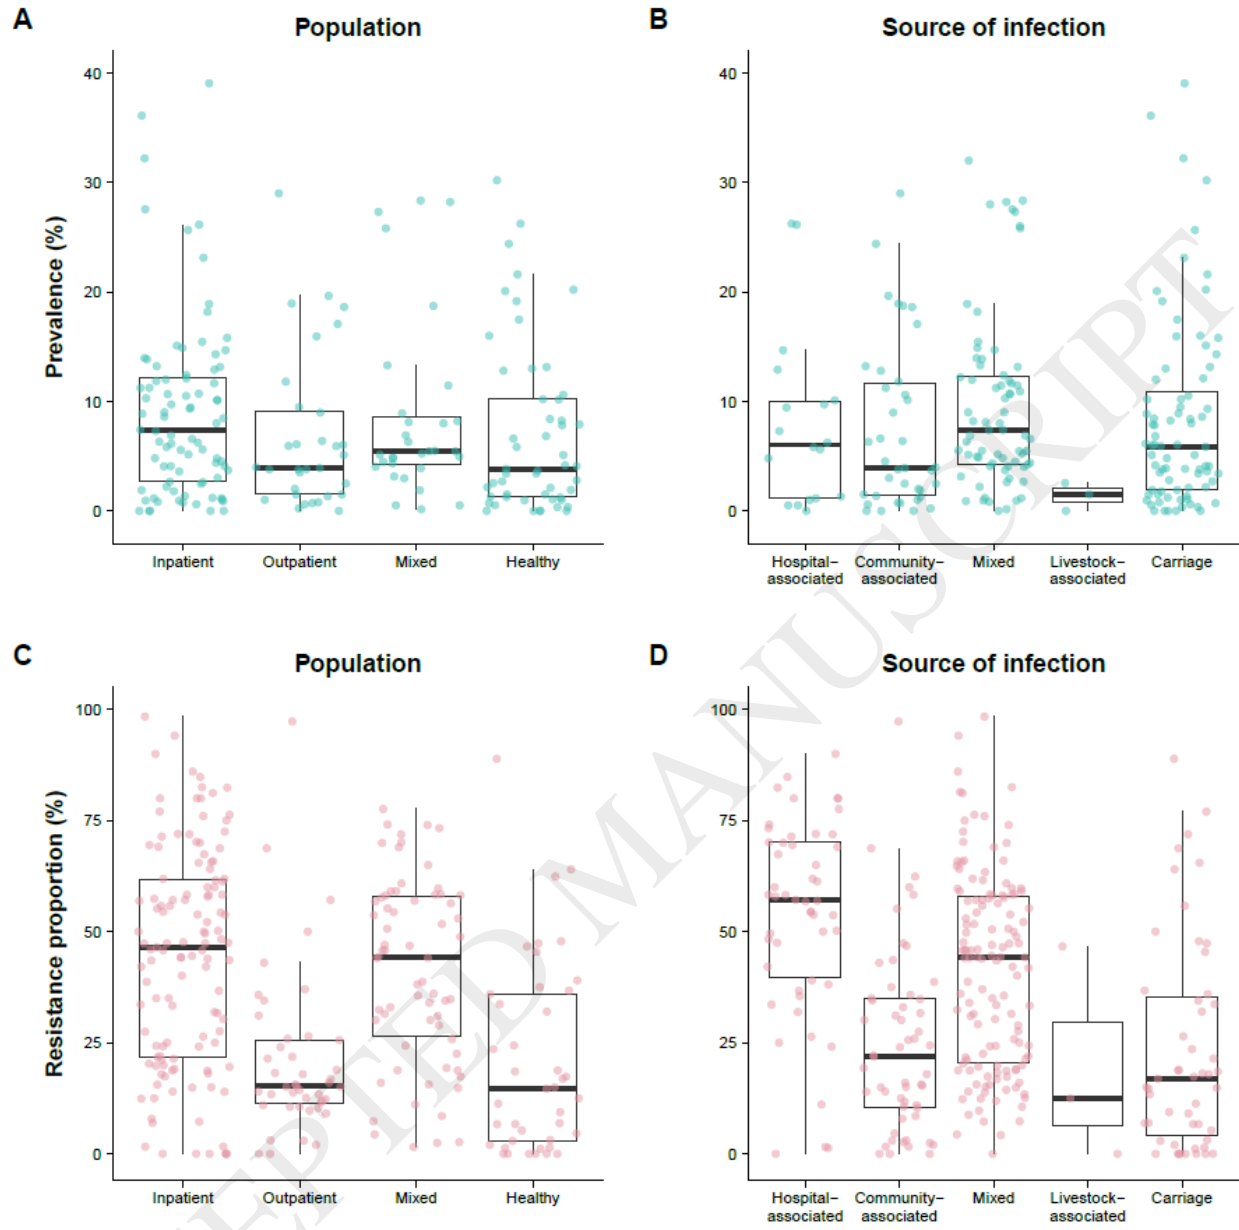 A
Population
B
Source of infection
Prevalence (%)
40
30
20
10
0
Inpatient
Outpatient
Mixed
Healthy
40
30
20
10
0
Hospital–
associated
Community–
associated
Mixed
Livestock–
associated
Carriage
C
Population
D
Source of infection
Resistance proportion (%)
100
75
50
25
0
Inpatient
Outpatient
Mixed
Healthy
100
75
50
25
0
Hospital–
associated
Community–
associated
Mixed
Livestock–
associated
Carriage
EPTED MANUSCRIPT